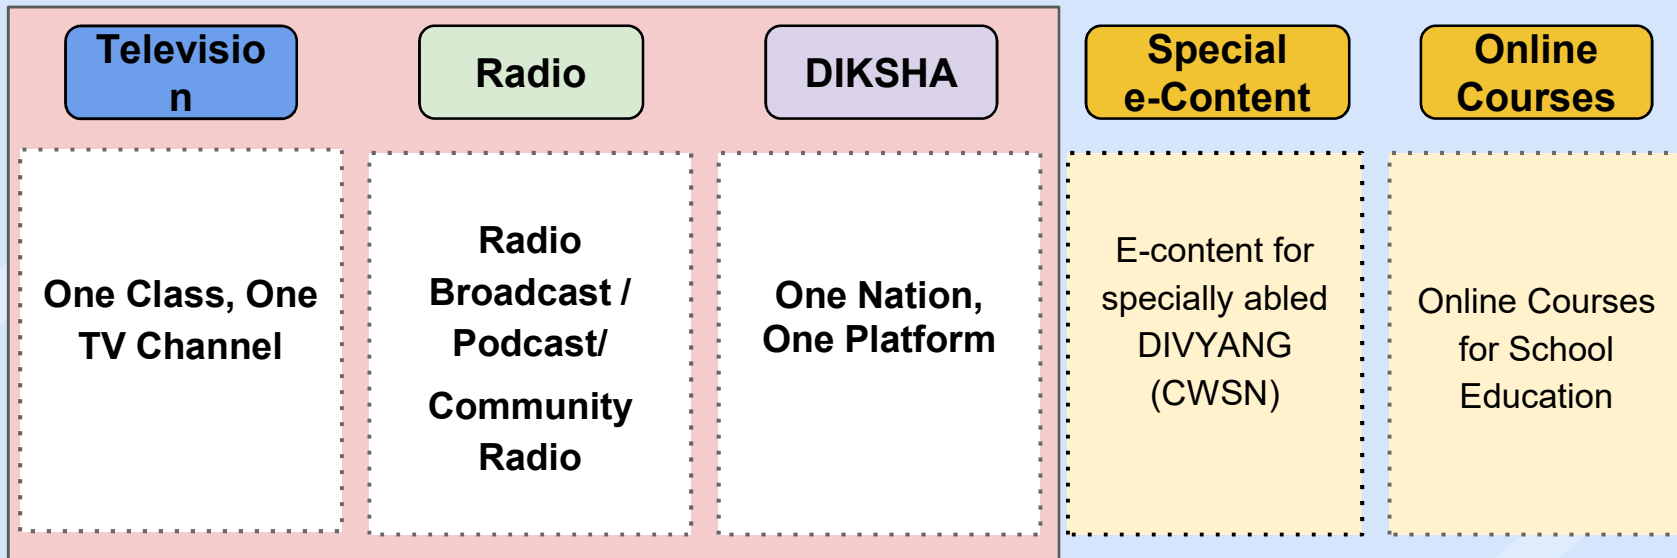 Televisio
n
Radio
DIKSHA
Special
e-Content
Online
Courses
One Class, One
TV Channel
Radio
Broadcast /
Podcast/
Community
Radio
One Nation,
One Platform
E-content for
specially abled
DIVYANG
(CWSN)
Online Courses
for School
Education